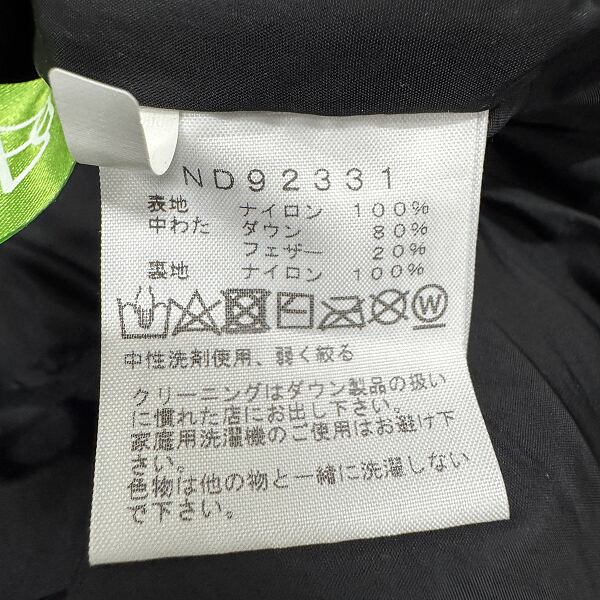 ND92331
表地 ナイロン 100%
中わた ダウン 80%
フェザー 20%
裏地 ナイロン 100%
W
中性洗剤使用、弱く絞る
クリーニングはダウン製品の扱い
に慣れた店にお出し下さい。
家庭用洗濯機のご使用はお避け下
さい。
色物は他の物と一緒に洗濯しない
で下さい。